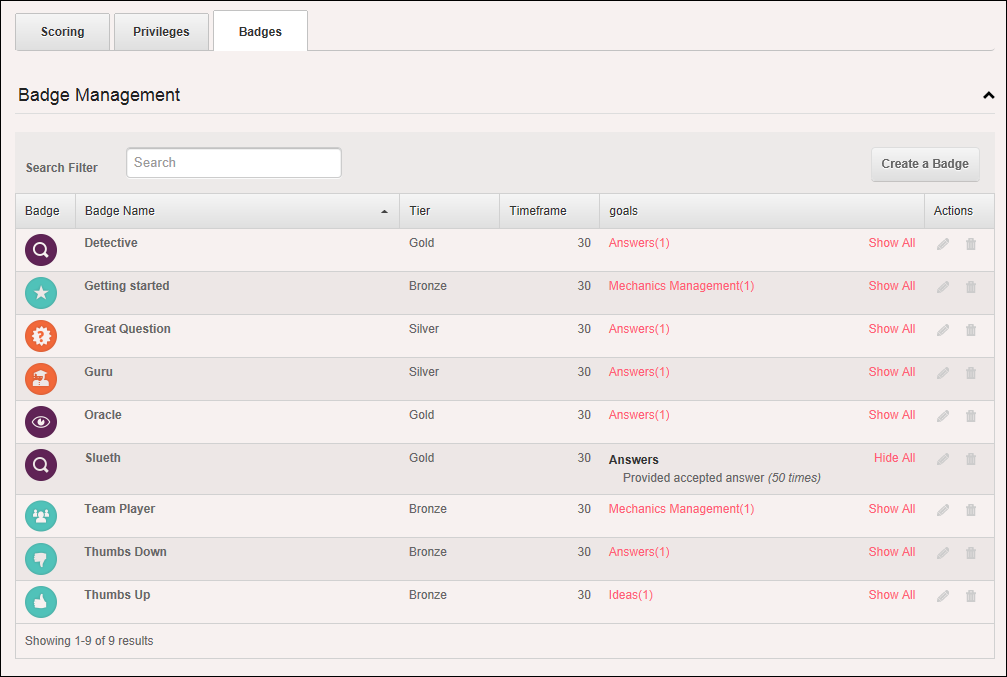 Scoring Privileges Badges
Badge Management
Search Filter Search Create a Badge
Badge Badge Name Tier Timeframe goals Actions
Detective Gold 30 Answers(1) Show All
Getting started Bronze 30 Mechanics Management(1) Show All
Great Question Silver 30 Answers(1) Show All
Guru Silver 30 Answers(1) Show All
Oracle Gold 30 Answers(1) Show All
Slueth Gold 30 Answers Hide All
Provided accepted answer (50 times)
Team Player Bronze 30 Mechanics Management(1) Show All
Thumbs Down Bronze 30 Answers(1) Show All
Thumbs Up Bronze 30 Ideas(1) Show All
Showing 1-9 of 9 results